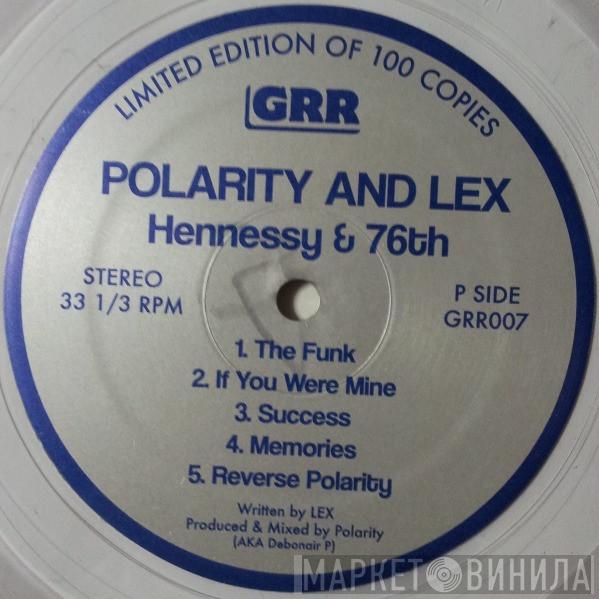 LIMITED EDITION OF 100 COPIES
GRR
POLARITY AND LEX
Hennessy & 76th
STEREO
33 1/3 RPM
P SIDE
GRR007
1. The Funk
2. If You Were Mine
3. Success
4. Memories
5. Reverse Polarity
Written by LEX
Produced & Mixed by Polarity
(AKA Debonair P)
МАРКЕТ ВИНИЛА